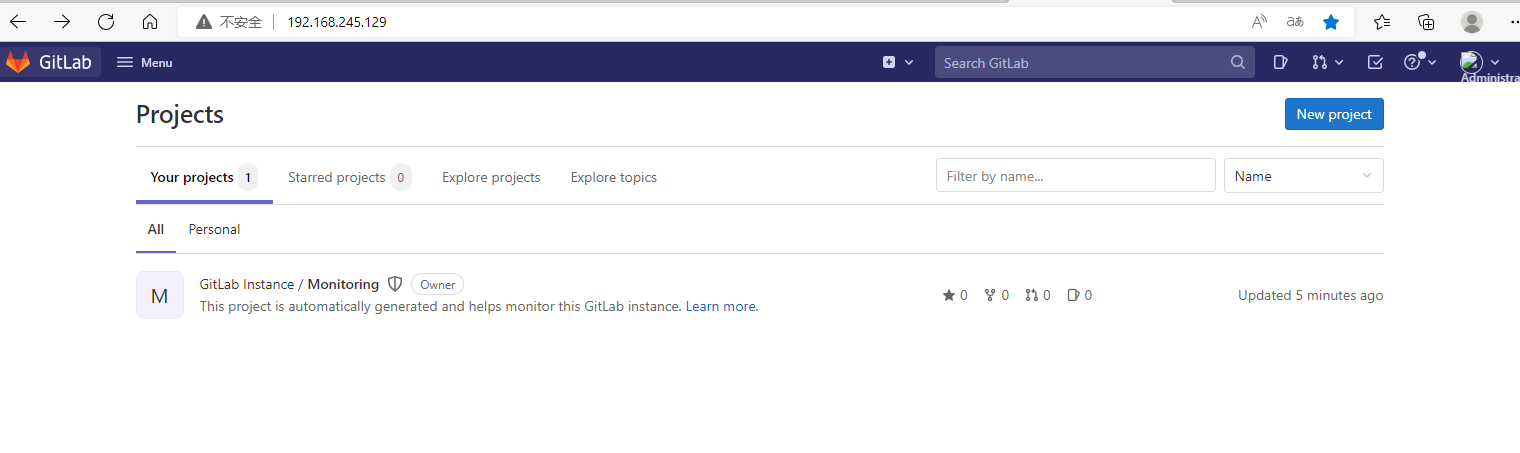 不安全 192.168.245.129
GitLab Menu Search GitLab
Administra
Projects New project
Your projects 1 Starred projects 0 Explore projects Explore topics Filter by name... Name
All Personal
M GitLab Instance / Monitoring Owner
This project is automatically generated and helps monitor this GitLab instance. Learn more.
0 0 0 0 Updated 5 minutes ago